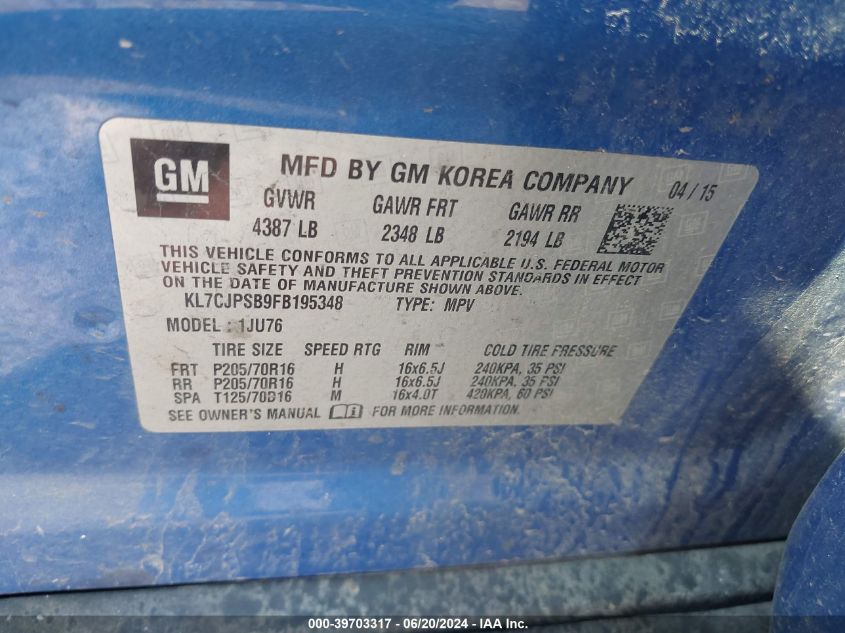 GM
MFD BY GM KOREA COMPANY 04 / 15
GVWR GAWR FRT GAWR RR
4387 LB 2348 LB 2194 LB
THIS VEHICLE CONFORMS TO ALL APPLICABLE U.S. FEDERAL MOTOR
VEHICLE SAFETY AND THEFT PREVENTION STANDARDS IN EFFECT
ON THE DATE OF MANUFACTURE SHOWN ABOVE.
KL7CJPSB9FB195348 TYPE: MPV
MODEL : 1JU76
TIRE SIZE SPEED RTG RIM COLD TIRE PRESSURE
FRT P205/70R16 H 16x6.5J 240KPA, 35 PSI
RR P205/70R16 H 16x6.5J 240KPA, 35 PSI
SPA T125/70D16 M 16x4.0T 420KPA, 60 PSI
SEE OWNER'S MANUAL FOR MORE INFORMATION.
000-39703317 - 06/20/2024 - IAAI.COM